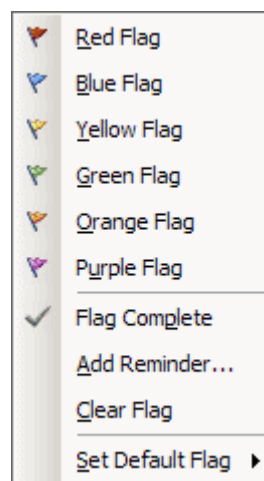 Red Flag
Blue Flag
Yellow Flag
Green Flag
Orange Flag
Purple Flag
Flag Complete
Add Reminder...
Clear Flag
Set Default Flag